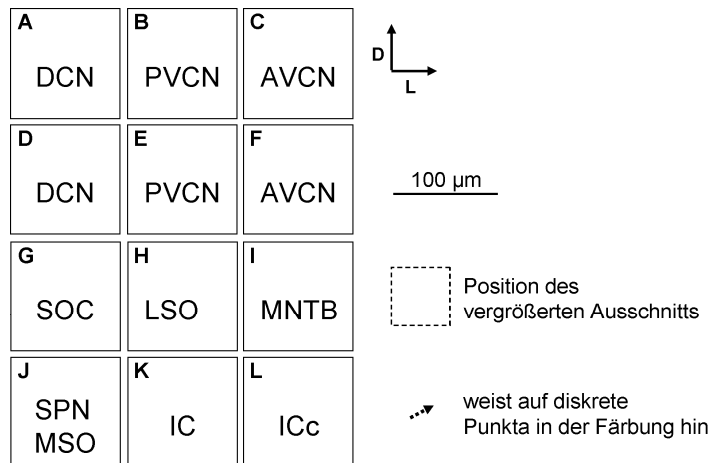 A B C
DCN PVCN AVCN
D
L
D E F
DCN PVCN AVCN
100 µm
G H I
SOC LSO MNTB
Position des
vergrößerten Ausschnitts
J K L
SPN
MSO
IC ICc
weist auf diskrete
Punkta in der Färbung hin